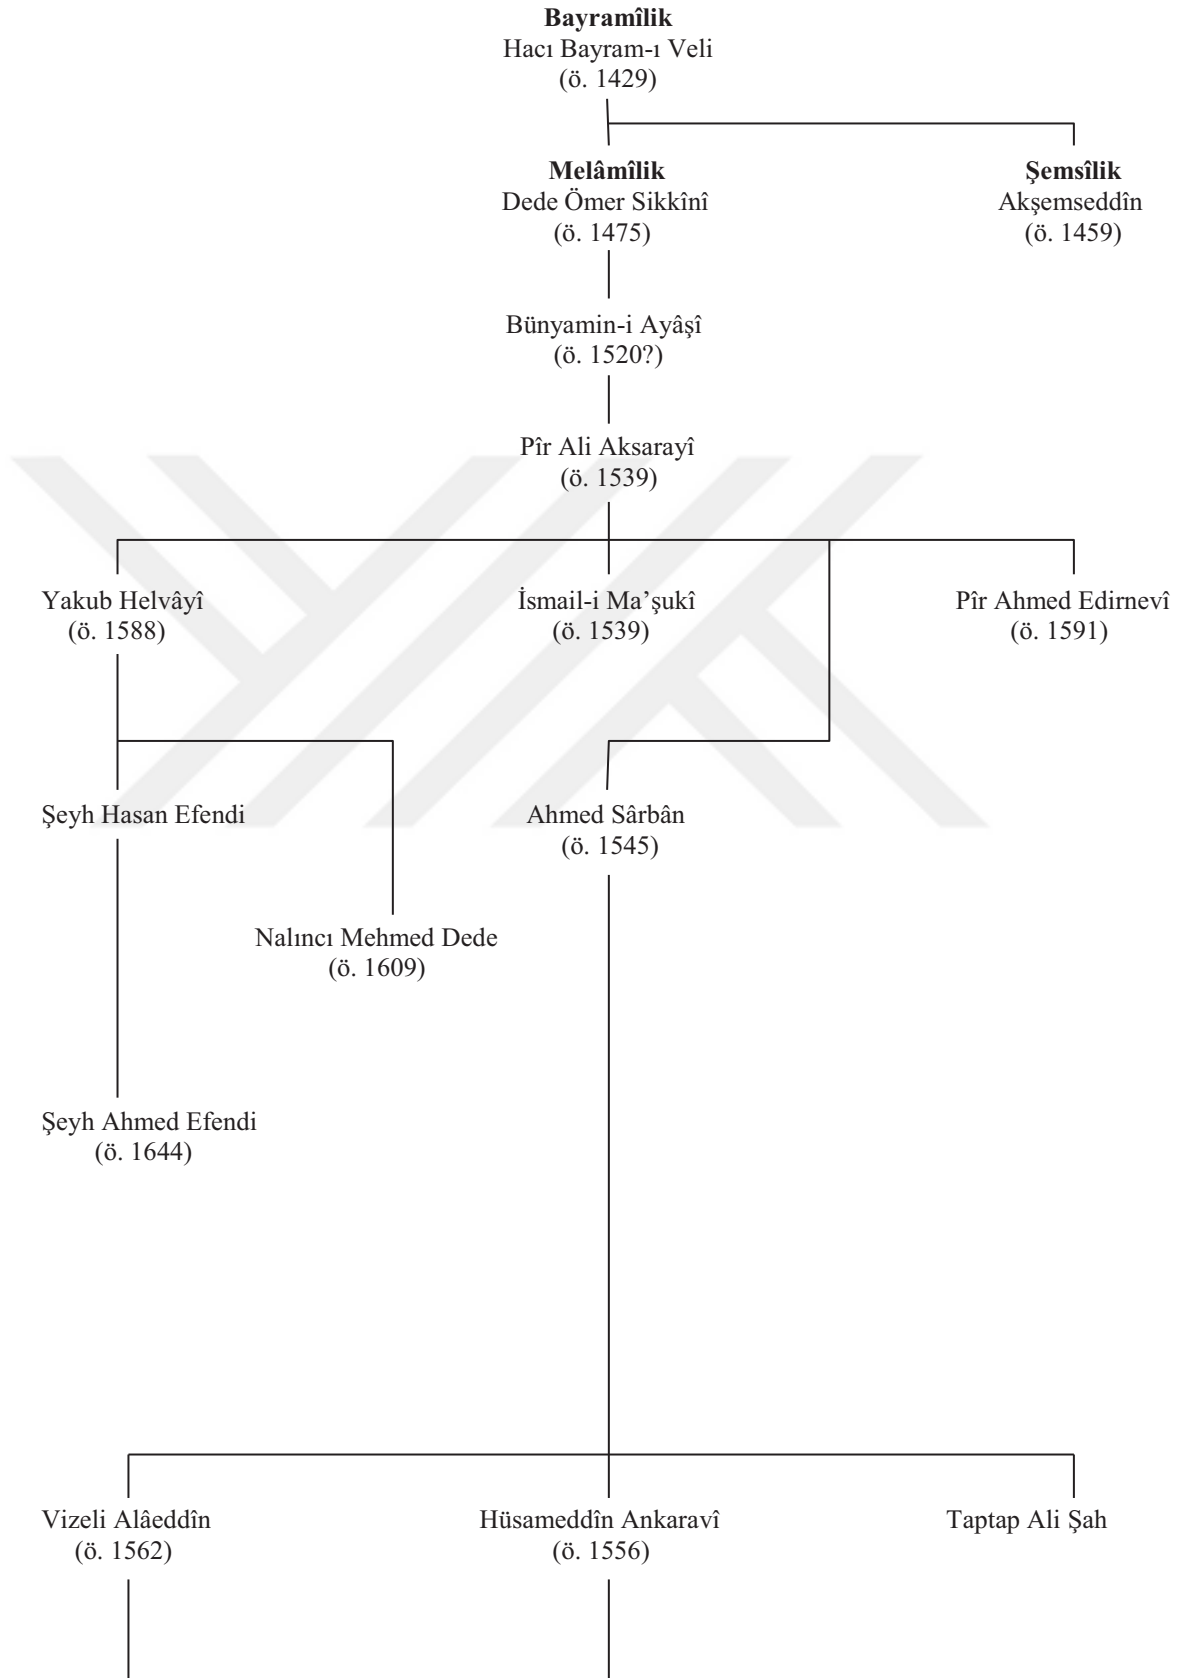 Bayramîlik
Hacı Bayram-ı Veli
(ö. 1429)
Melâmîlik
Dede Ömer Sikkînî
(ö. 1475)
Şemsîlik
Akşemseddîn
(ö. 1459)
Bünyamin-i Ayâşî
(ö. 1520?)
Pîr Ali Aksarayî
(ö. 1539)
Yakub Helvâyî
(ö. 1588)
İsmail-i Ma’şukî
(ö. 1539)
Pîr Ahmed Edirnevî
(ö. 1591)
Şeyh Hasan Efendi
Ahmed Sârbân
(ö. 1545)
Nalıncı Mehmed Dede
(ö. 1609)
Şeyh Ahmed Efendi
(ö. 1644)
Vizeli Alâeddîn
(ö. 1562)
Hüsameddîn Ankaravî
(ö. 1556)
Taptap Ali Şah